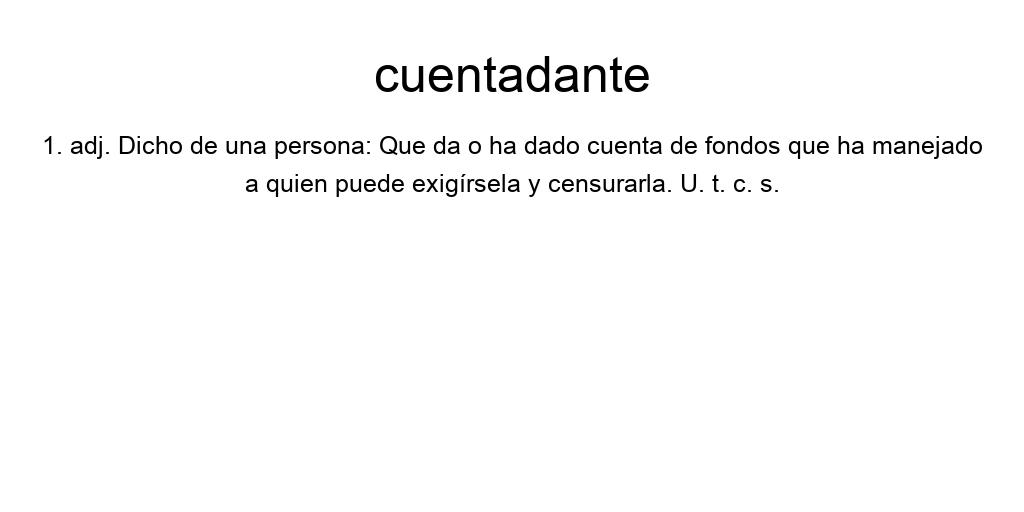 cuentadante
1. adj. Dicho de una persona: Que da o ha dado cuenta de fondos que ha manejado
a quien puede exigírsela y censurarla. U. t. c. s.